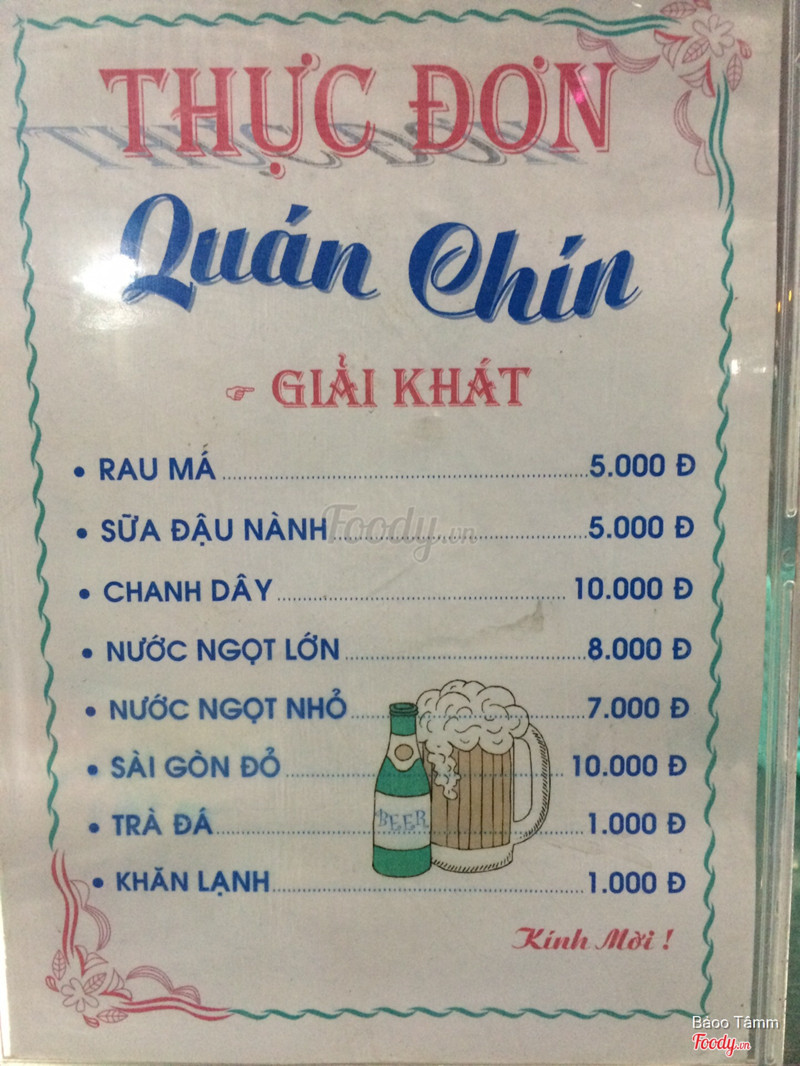 THỰC ĐƠN
Quán Chín
☞ GIẢI KHÁT
• RAU MÁ 5.000 Đ
• SỮA ĐẬU NÀNH 5.000 Đ
Foody.vn
• CHANH DÂY 10.000 Đ
• NƯỚC NGỌT LỚN 8.000 Đ
• NƯỚC NGỌT NHỎ 7.000 Đ
• SÀI GÒN ĐỎ 10.000 Đ
BEER
• TRÀ ĐÁ 1.000 Đ
• KHĂN LẠNH 1.000 Đ
Kính Mời !
Báoo Tâmm
Foody.vn